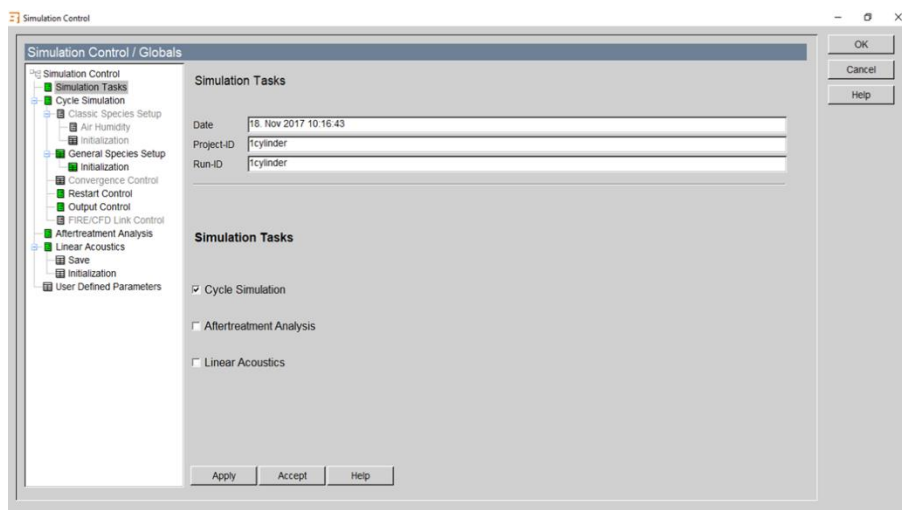 Simulation Control
Simulation Control / Globals
OK
Cancel
Help
Simulation Control
Simulation Tasks
Cycle Simulation
Classic Species Setup
Air Humidity
Initialization
General Species Setup
Initialization
Convergence Control
Restart Control
Output Control
FIRE/CFD Link Control
Aftertreatment Analysis
Linear Acoustics
Save
Initialization
User Defined Parameters
Simulation Tasks
Date 18. Nov 2017 10:16:43
Project-ID 1cylinder
Run-ID 1cylinder
Simulation Tasks
Cycle Simulation
Aftertreatment Analysis
Linear Acoustics
Apply Accept Help